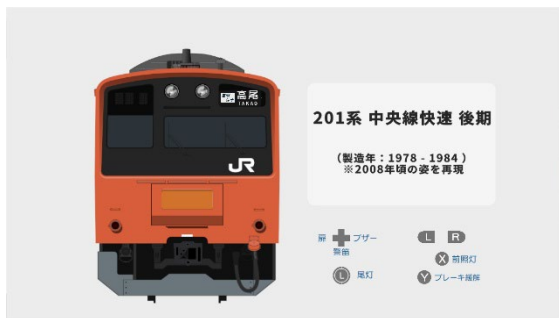 高尾
TAKAO
JR
201系 中央線快速 後期
(製造年：1978 - 1984 )
※2008年頃の姿を再現
扉 ブザー
警笛
L R
X 前照灯
L 尾灯
Y ブレーキ緩解